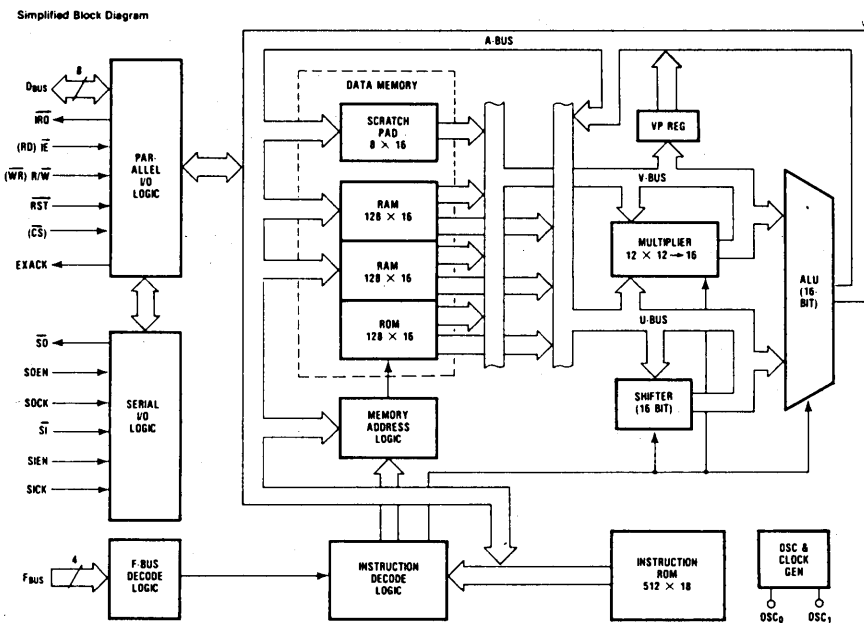 Simplified Block Diagram
A-BUS
8
DBUS
IRQ
(RD) IE
(WR) R/W
RST
(CS)
EXACK
PAR-
ALLEL
I/O
LOGIC
DATA MEMORY
SCRATCH
PAD
8 × 16
RAM
128 × 16
RAM
128 × 16
ROM
128 × 16
VP REG
V-BUS
MULTIPLIER
12 × 12 → 16
U-BUS
SHIFTER
(16 BIT)
ALU
(16-
BIT)
SO
SOEN
SOCK
SI
SIEN
SICK
SERIAL
I/O
LOGIC
MEMORY
ADDRESS
LOGIC
4
FBUS
F-BUS
DECODE
LOGIC
INSTRUCTION
DECODE
LOGIC
INSTRUCTION
ROM
512 × 18
OSC &
CLOCK
GEN
OSC0
OSC1